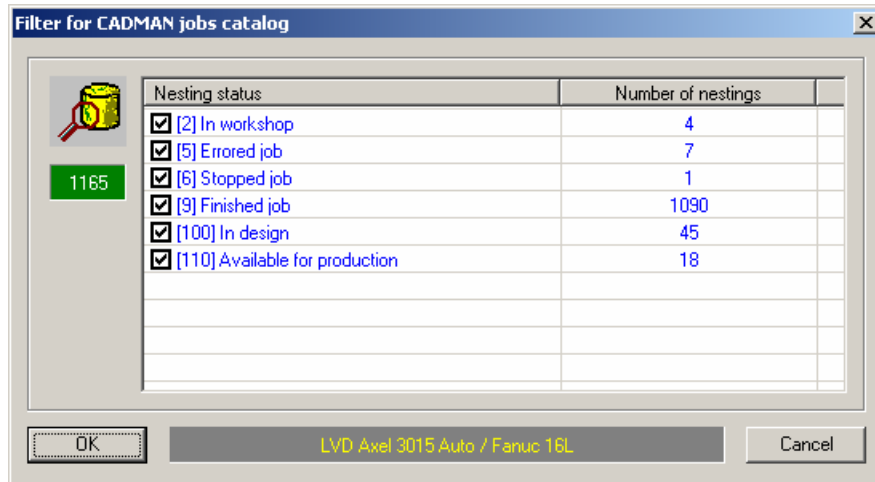 Filter for CADMAN jobs catalog
Nesting status Number of nestings
[2] In workshop 4
[5] Errored job 7
1165
[6] Stopped job 1
[9] Finished job 1090
[100] In design 45
[110] Available for production 18
OK LVD Axel 3015 Auto / Fanuc 16L Cancel